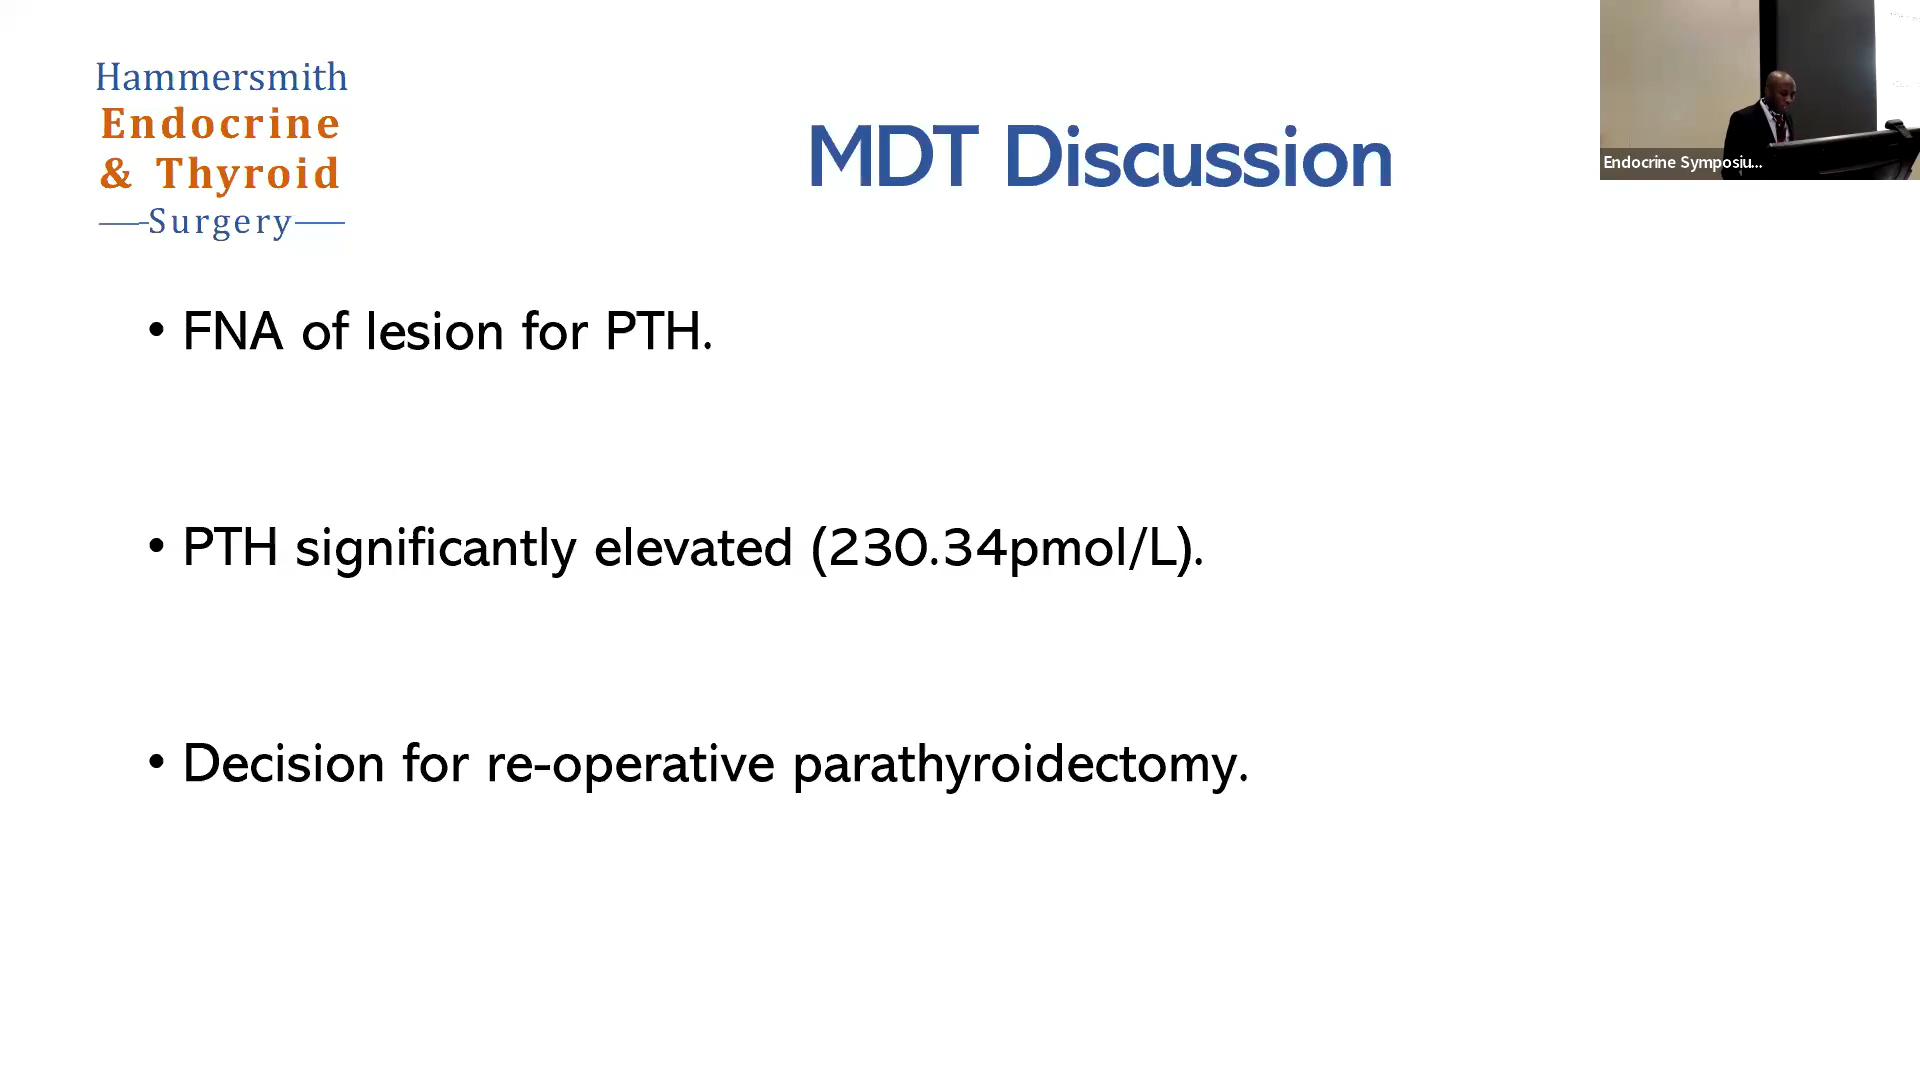 Hammersmith
Endocrine
& Thyroid
Surgery
MDT Discussion
Endocrine Symposiu...
• FNA of lesion for PTH.
• PTH significantly elevated (230.34pmol/L).
• Decision for re-operative parathyroidectomy.